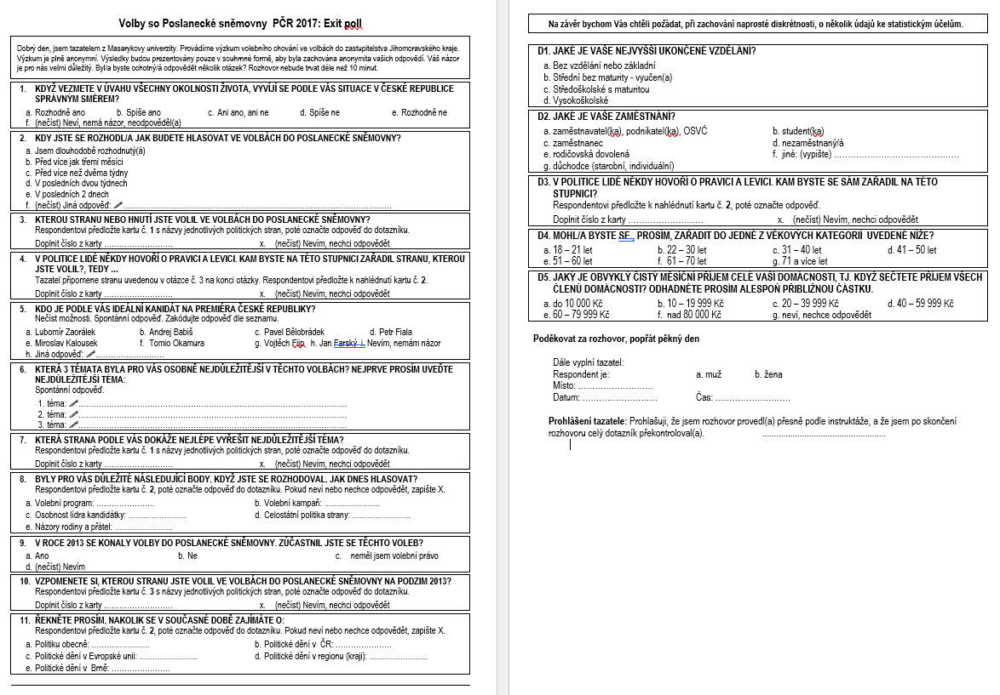 Volby so Poslanecké sněmovny PČR 2017: Exit poll
Dobrý den, jsem tazatelem z Masarykovy univerzity. Provádíme výzkum volebního chování ve volbách do zastupitelstva Jihomoravského kraje.
Výzkum je plně anonymní. Výsledky budou prezentovány pouze v souhrnné formě, aby byla zachována anonymita vašich odpovědí. Váš názor
je pro nás velmi důležitý. Byl/a byste ochotný/á odpovědět několik otázek? Rozhovor nebude trvat déle než 10 minut.
1. KDYŽ VEZMETE V ÚVAHU VŠECHNY OKOLNOSTI ŽIVOTA, VYVÍJÍ SE PODLE VÁS SITUACE V ČESKÉ REPUBLICE
SPRÁVNÝM SMĚREM?
a. Rozhodně ano b. Spíše ano c. Ani ano, ani ne d. Spíše ne e. Rozhodně ne
f. (nečíst) Neví, nemá názor, neodpověděl(a)
2. KDY JSTE SE ROZHODL/A JAK BUDETE HLASOVAT VE VOLBÁCH DO POSLANECKÉ SNĚMOVNY?
a. Jsem dlouhodobě rozhodnutý(á)
b. Před více jak třemi měsíci
c. Před více než dvěma týdny
d. V posledních dvou týdnech
e. V posledních 2 dnech
f. (nečíst) Jiná odpověď: ……………………………………………………………………………………
3. KTEROU STRANU NEBO HNUTÍ JSTE VOLIL VE VOLBÁCH DO POSLANECKÉ SNĚMOVNY?
Respondentovi předložte kartu č. 1 s názvy jednotlivých politických stran, poté označte odpověď do dotazníku.
Doplnit číslo z karty …………………… x. (nečíst) Nevím, nechci odpovědět
4. V POLITICE LIDÉ NĚKDY HOVOŘÍ O PRAVICI A LEVICI. KAM BYSTE NA TÉTO STUPNICI ZAŘADIL STRANU, KTEROU
JSTE VOLIL?, TEDY ...
Tazatel připomene stranu uvedenou v otázce č. 3 na konci otázky. Respondentovi předložte k nahlédnutí kartu č. 2.
Doplnit číslo z karty …………………… x. (nečíst) Nevím, nechci odpovědět
5. KDO JE PODLE VÁS IDEÁLNÍ KANIDÁT NA PREMIÉRA ČESKÉ REPUBLIKY?
Nečíst možnosti. Spontánní odpověď. Zakódujte odpověď dle seznamu.
a. Lubomír Zaorálek b. Andrej Babiš c. Pavel Bělobrádek d. Petr Fiala
e. Miroslav Kalousek f. Tomio Okamura g. Vojtěch Fiip h. Jan Farský i. Nevím, nemám názor
h. Jiná odpověď: ……………………
6. KTERÁ 3 TÉMATA BYLA PRO VÁS OSOBNĚ NEJDŮLEŽITĚJŠÍ V TĚCHTO VOLBÁCH? NEJPRVE PROSÍM UVEĎTE
NEJDŮLEŽITĚJŠÍ TÉMA:
Spontánní odpověď.
1. téma: ……………………………………………………………………………………
2. téma: ……………………………………………………………………………………
3. téma: ……………………………………………………………………………………
7. KTERÁ STRANA PODLE VÁS DOKÁŽE NEJLÉPE VYŘEŠIT NEJDŮLEŽITĚJŠÍ TÉMA?
Respondentovi předložte kartu č. 1 s názvy jednotlivých politických stran, poté označte odpověď do dotazníku.
Doplnit číslo z karty …………………… x. (nečíst) Nevím, nechci odpovědět
8. BYLY PRO VÁS DŮLEŽITÉ NÁSLEDUJÍCÍ BODY, KDYŽ JSTE SE ROZHODOVAL, JAK DNES HLASOVAT?
Respondentovi předložte kartu č. 2, poté označte odpověď do dotazníku. Pokud neví nebo nechce odpovědět, zapište X.
a. Volební program: ………………… b. Volební kampaň: …………………
c. Osobnost lídra kandidátky: ………………… d. Celostátní politika strany: …………………
e. Názory rodiny a přátel: …………………
9. V ROCE 2013 SE KONALY VOLBY DO POSLANECKÉ SNĚMOVNY. ZÚČASTNIL JSTE SE TĚCHTO VOLEB?
a. Ano b. Ne c. neměl jsem volební právo
d. (nečíst) Nevím
10. VZPOMENETE SI, KTEROU STRANU JSTE VOLIL VE VOLBÁCH DO POSLANECKÉ SNĚMOVNY NA PODZIM 2013?
Respondentovi předložte kartu č. 3 s názvy jednotlivých politických stran, poté označte odpověď do dotazníku.
Doplnit číslo z karty …………………… x. (nečíst) Nevím, nechci odpovědět
11. ŘEKNĚTE PROSÍM, NAKOLIK SE V SOUČASNÉ DOBĚ ZAJÍMÁTE O:
Respondentovi předložte kartu č. 2, poté označte odpověď do dotazníku. Pokud neví nebo nechce odpovědět, zapište X.
a. Politiku obecně: ………………… b. Politické dění v ČR: …………………
c. Politické dění v Evropské unii: ………………… d. Politické dění v regionu (kraji): …………………
e. Politické dění v Brně: …………………
Na závěr bychom Vás chtěli požádat, při zachování naprosté diskrétnosti, o několik údajů ke statistickým účelům.
D1. JAKÉ JE VAŠE NEJVYŠŠÍ UKONČENÉ VZDĚLÁNÍ?
a. Bez vzdělání nebo základní
b. Střední bez maturity - vyučen(a)
c. Středoškolské s maturitou
d. Vysokoškolské
D2. JAKÉ JE VAŠE ZAMĚSTNÁNÍ?
a. zaměstnavatel(ka), podnikatel(ka), OSVČ b. student(ka)
c. zaměstnanec d. nezaměstnaný/á
e. rodičovská dovolená f. jiné: (vypište) ……………………………………
g. důchodce (starobní, individuální)
D3. V POLITICE LIDÉ NĚKDY HOVOŘÍ O PRAVICI A LEVICI. KAM BYSTE SE SÁM ZAŘADIL NA TÉTO
STUPNICI?
Respondentovi předložte k nahlédnutí kartu č. 2, poté označte odpověď.
Doplnit číslo z karty …………………… x. (nečíst) Nevím, nechci odpovědět
D4. MOHL/A BYSTE SE, PROSÍM, ZAŘADIT DO JEDNÉ Z VĚKOVÝCH KATEGORIÍ UVEDENÉ NÍŽE?
a. 18 – 21 let b. 22 – 30 let c. 31 – 40 let d. 41 – 50 let
e. 51 – 60 let f. 61 – 70 let g. 71 a více let
D5. JAKÝ JE OBVYKLÝ ČISTÝ MĚSÍČNÍ PŘÍJEM CELÉ VAŠÍ DOMÁCNOSTI, TJ. KDYŽ SEČTETE PŘÍJEM VŠECH
ČLENŮ DOMÁCNOSTI? ODHADNĚTE PROSÍM ALESPOŇ PŘIBLIŽNOU ČÁSTKU.
a. do 10 000 Kč b. 10 – 19 999 Kč c. 20 – 39 999 Kč d. 40 – 59 999 Kč
e. 60 – 79 999 Kč f. nad 80 000 Kč g. neví, nechce odpovědět
Poděkovat za rozhovor, popřát pěkný den
Dále vyplní tazatel:
Respondent je: a. muž b. žena
Místo: ……………………
Datum: …………………… Čas: ……………………
Prohlášení tazatele: Prohlašuji, že jsem rozhovor provedl(a) přesně podle instruktáže, a že jsem po skončení
rozhovoru celý dotazník překontroloval(a). ……………………………………